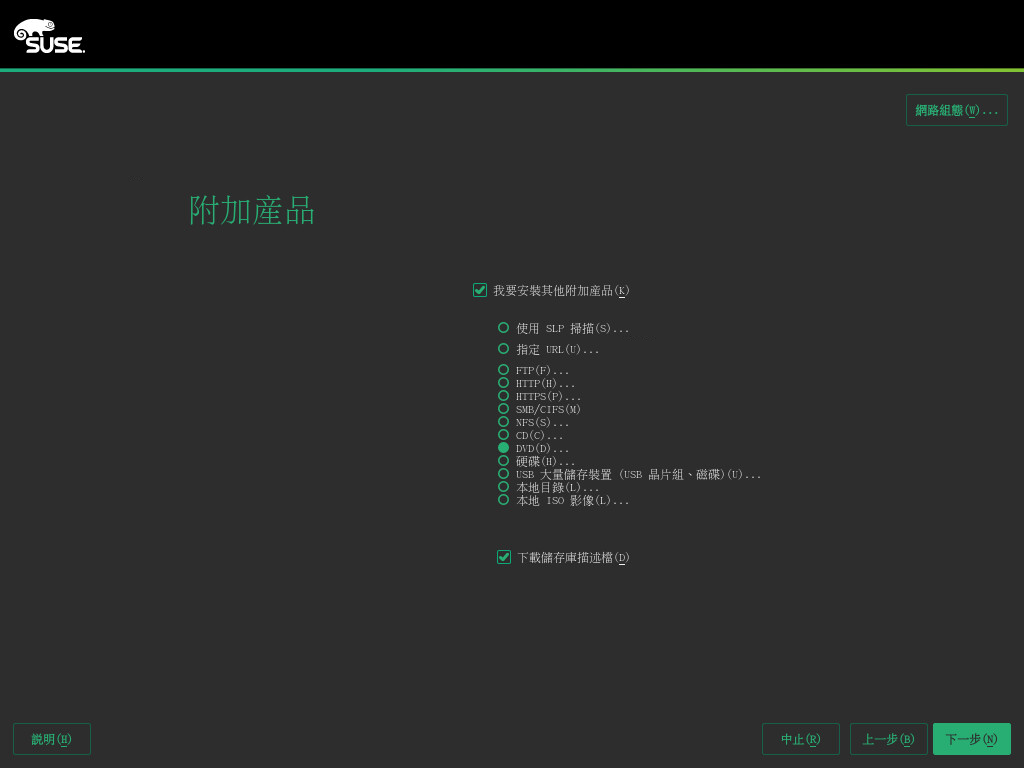 SUSE.
網路組態(W)...
附加產品
我要安裝其他附加產品(K)
使用 SLP 掃描(S)...
指定 URL(U)...
FTP(F)...
HTTP(H)...
HTTPS(P)...
SMB/CIFS(M)
NFS(S)...
CD(C)...
DVD(D)...
硬碟(H)...
USB 大量儲存裝置 (USB 晶片組、磁碟)(U)...
本地目錄(L)...
本地 ISO 影像(L)...
下載儲存庫描述檔(D)
說明(H)
中止(R)
上一步(B)
下一步(N)